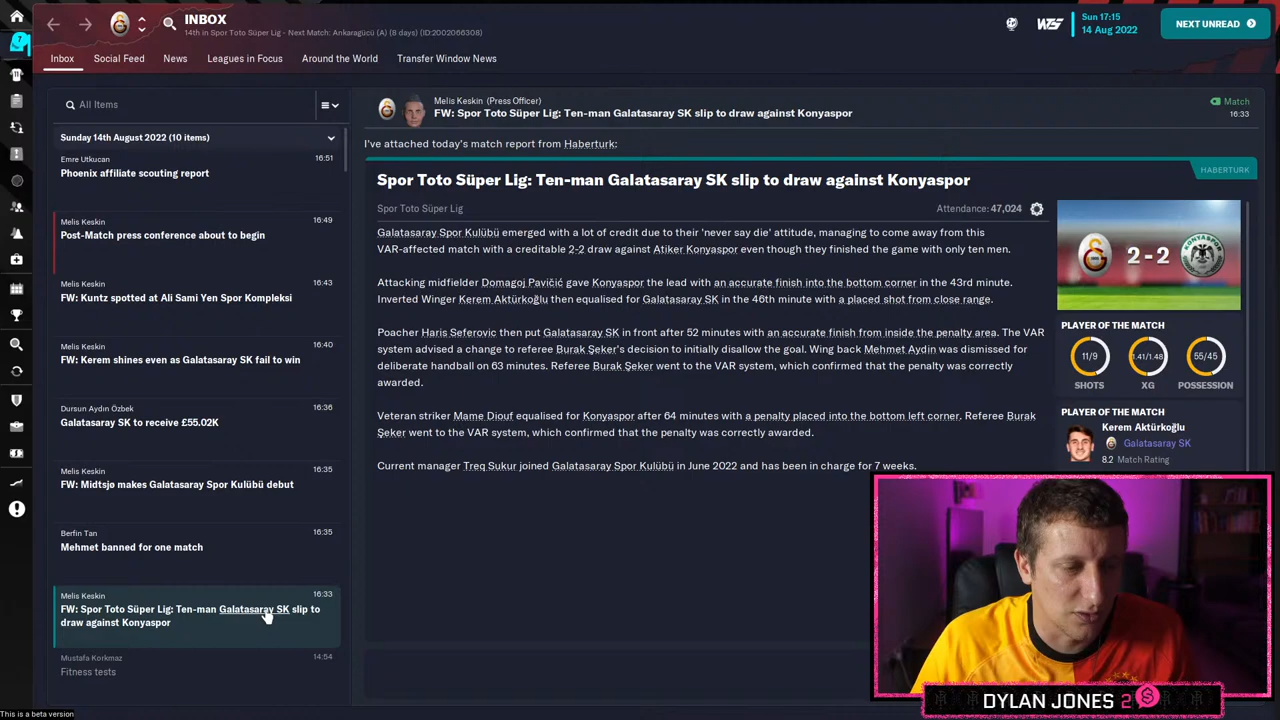 INBOX
14th in Spor Toto Süper Lig - Next Match: Ankaragücü (A) (8 days) (ID:2002066308)
Sun 17:15
14 Aug 2022
NEXT UNREAD
7
Inbox
Social Feed
News
Leagues in Focus
Around the World
Transfer Window News
All Items
Sunday 14th August 2022 (10 items)
Emre Utkucan
16:51
Phoenix affiliate scouting report
Melis Keskin
16:49
Post-Match press conference about to begin
Melis Keskin
16:43
FW: Kuntz spotted at Ali Sami Yen Spor Kompleksi
Melis Keskin
16:40
FW: Kerem shines even as Galatasaray SK fail to win
Dursun Aydın Özbek
16:36
Galatasaray SK to receive £55.02K
Melis Keskin
16:35
Midtsjø makes Galatasaray Spor Kulübü debut
Berfin Tan
16:35
Mehmet banned for one match
Melis Keskin
16:33
FW: Spor Toto Süper Lig: Ten-man Galatasaray SK slip to
draw against Konyaspor
Mustafa Korkmaz
14:54
Fitness tests
This is a beta version
Melis Keskin (Press Officer)
FW: Spor Toto Süper Lig: Ten-man Galatasaray SK slip to draw against Konyaspor
Match
16:33
I've attached today's match report from Haberturk:
HABERTURK
Spor Toto Süper Lig: Ten-man Galatasaray SK slip to draw against Konyaspor
Spor Toto Süper Lig
Attendance: 47,024
Galatasaray Spor Kulübü emerged with a lot of credit due to their 'never say die' attitude, managing to come away from this
VAR-affected match with a creditable 2-2 draw against Atiker Konyaspor even though they finished the game with only ten men.
Attacking midfielder Domagoj Pavičić gave Konyaspor the lead with an accurate finish into the bottom corner in the 43rd minute.
Inverted Winger Kerem Aktürkoğlu then equalised for Galatasaray SK in the 46th minute with a placed shot from close range.
Poacher Haris Seferovic then put Galatasaray SK in front after 52 minutes with an accurate finish from inside the penalty area. The VAR
system advised a change to referee Burak Şeker's decision to initially disallow the goal. Wing back Mehmet Aydin was dismissed for
deliberate handball on 63 minutes. Referee Burak Şeker went to the VAR system, which confirmed that the penalty was correctly
awarded.
Veteran striker Mame Diouf equalised for Konyaspor after 64 minutes with a penalty placed into the bottom left corner. Referee Burak
Şeker went to the VAR system, which confirmed that the penalty was correctly awarded.
Current manager Treq Sukur joined Galatasaray Spor Kulübü in June 2022 and has been in charge for 7 weeks.
2-2
PLAYER OF THE MATCH
11/9
1.41/1.48
55/45
SHOTS
XG
POSSESSION
PLAYER OF THE MATCH
Kerem Aktürkoğlu
Galatasaray SK
8.2 Match Rating
DYLAN JONES 2